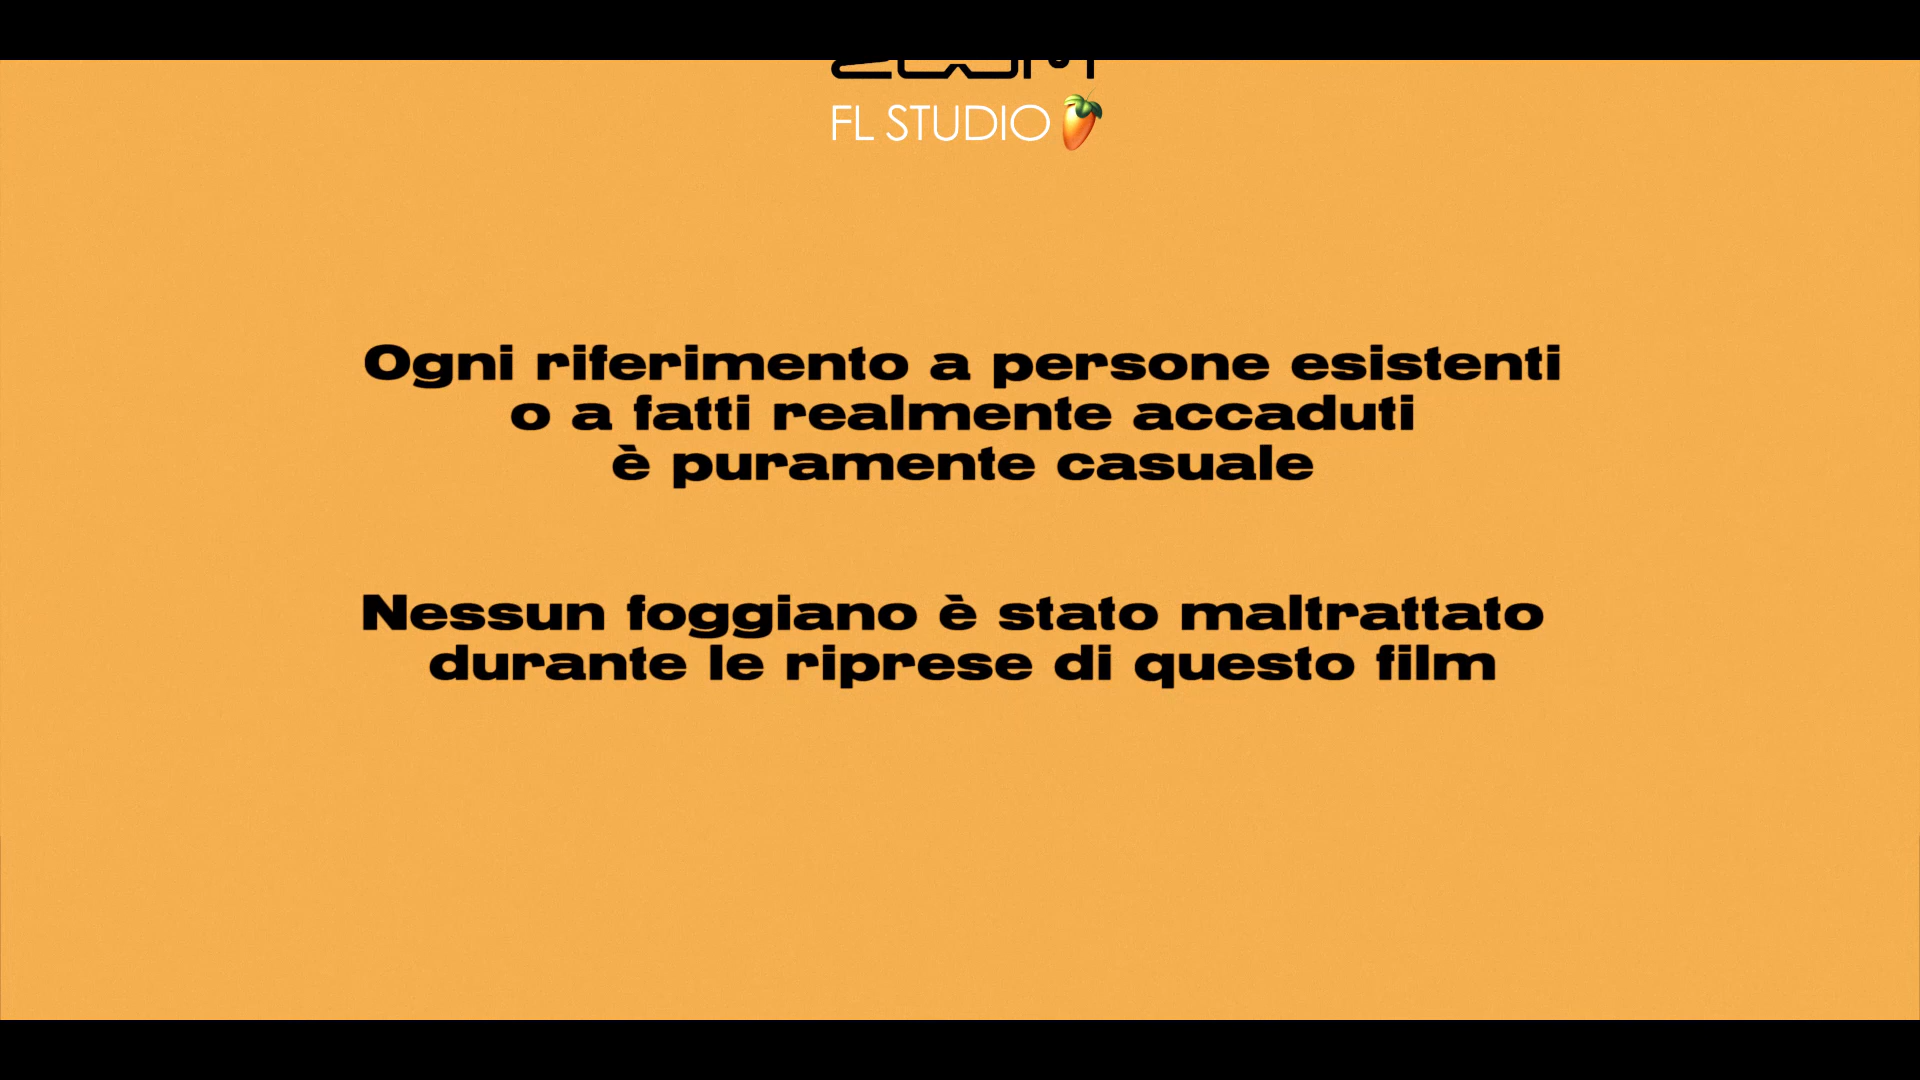 FL STUDIO
Ogni riferimento a persone esistenti
o a fatti realmente accaduti
è puramente casuale
Nessun foggiano è stato maltrattato
durante le riprese di questo film